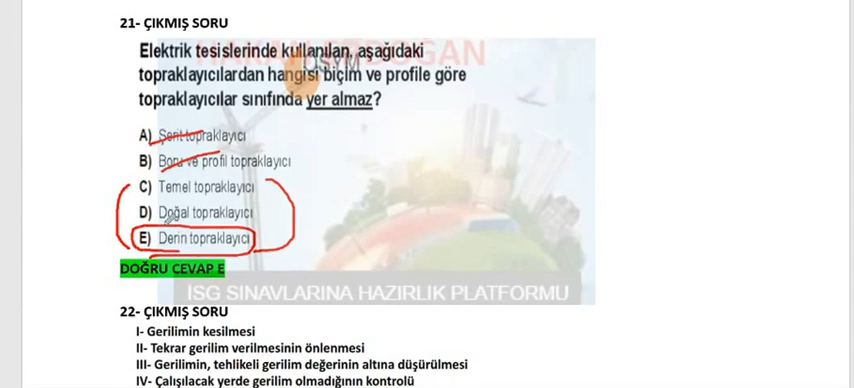 21- ÇIKMIŞ SORU
HAKAN ERDOĞAN
Elektrik tesislerinde kullanılan, aşağıdaki
ÖSYM
topraklayıcılardan hangisi biçim ve profile göre
topraklayıcılar sınıfında yer almaz?
A) Şerit topraklayıcı
B) Boru ve profil topraklayıcı
C) Temel topraklayıcı
D) Doğal topraklayıcı
E) Derin topraklayıcı
DOĞRU CEVAP E
ISG SINAVLARINA HAZIRLIK PLATFORMU
22- ÇIKMIŞ SORU
I- Gerilimin kesilmesi
II- Tekrar gerilim verilmesinin önlenmesi
III- Gerilimin, tehlikeli gerilim değerinin altına düşürülmesi
IV- Çalışılacak yerde gerilim olmadığının kontrolü